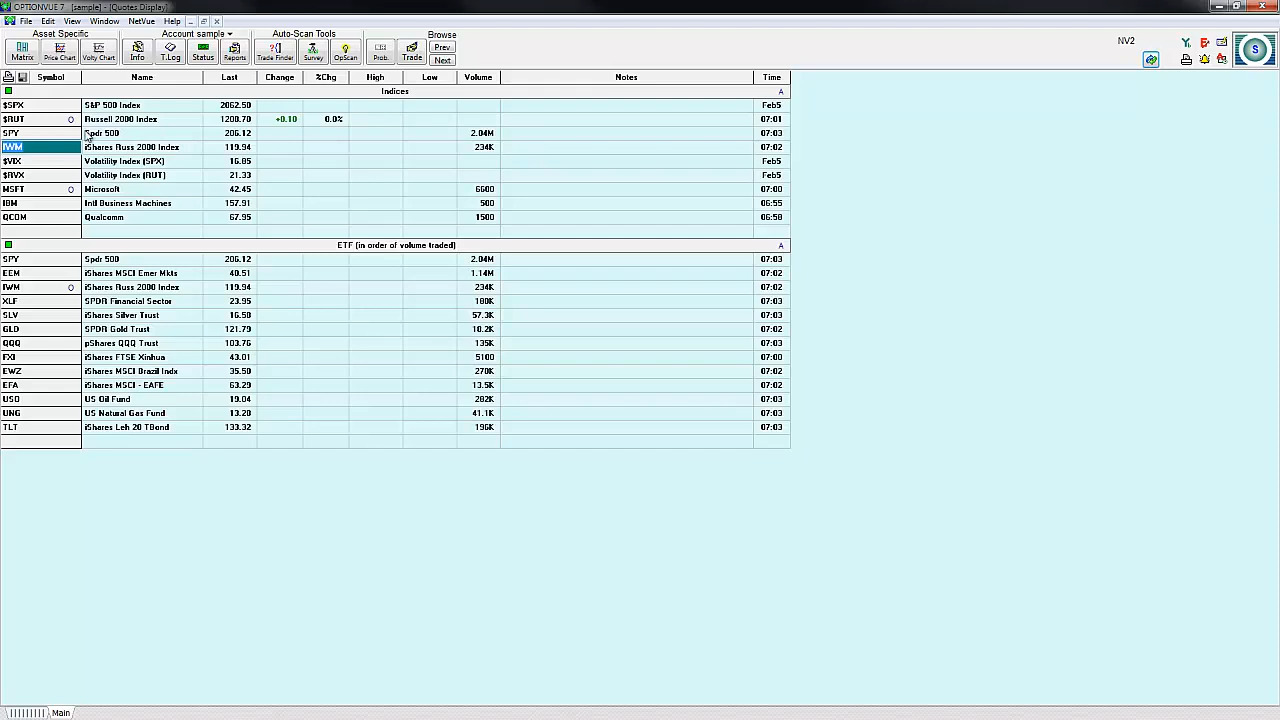 OPTIONVUE 7 [sample] - [Quotes Display]
File Edit View Window NetVue Help
Asset Specific Account sample Auto-Scan Tools Browse
Matrix Price Chart Volty Chart Info T.Log Status Reports Trade Finder Survey OpScan Prob. Trade Prev
Next
NV2
S
Symbol Name Last Change %Chg High Low Volume Notes Time
Indices A
$SPX S&P 500 Index 2062.50 Feb5
$RUT O Russell 2000 Index 1200.70 +0.10 0.0% 07:01
SPY Spdr 500 206.12 2.04M 07:03
IWM iShares Russ 2000 Index 119.94 234K 07:02
$VIX Volatility Index (SPX) 16.85 Feb5
$RVX Volatility Index (RUT) 21.33 Feb5
MSFT O Microsoft 42.45 6600 07:00
IBM Intl Business Machines 157.91 500 06:55
QCOM Qualcomm 67.95 1500 06:58
ETF (in order of volume traded) A
SPY Spdr 500 206.12 2.04M 07:03
EEM iShares MSCI Emer Mkts 40.51 1.14M 07:02
IWM O iShares Russ 2000 Index 119.94 234K 07:02
XLF SPDR Financial Sector 23.95 180K 07:03
SLV iShares Silver Trust 16.50 57.3K 07:03
GLD SPDR Gold Trust 121.79 10.2K 07:02
QQQ pShares QQQ Trust 103.76 135K 07:03
FXI iShares FTSE Xinhua 43.01 5100 07:00
EWZ iShares MSCI Brazil Indx 35.50 270K 07:02
EFA iShares MSCI - EAFE 63.29 13.5K 07:02
USO US Oil Fund 19.04 282K 07:03
UNG US Natural Gas Fund 13.20 41.1K 07:03
TLT iShares Leh 20 TBond 133.32 196K 07:03
Main